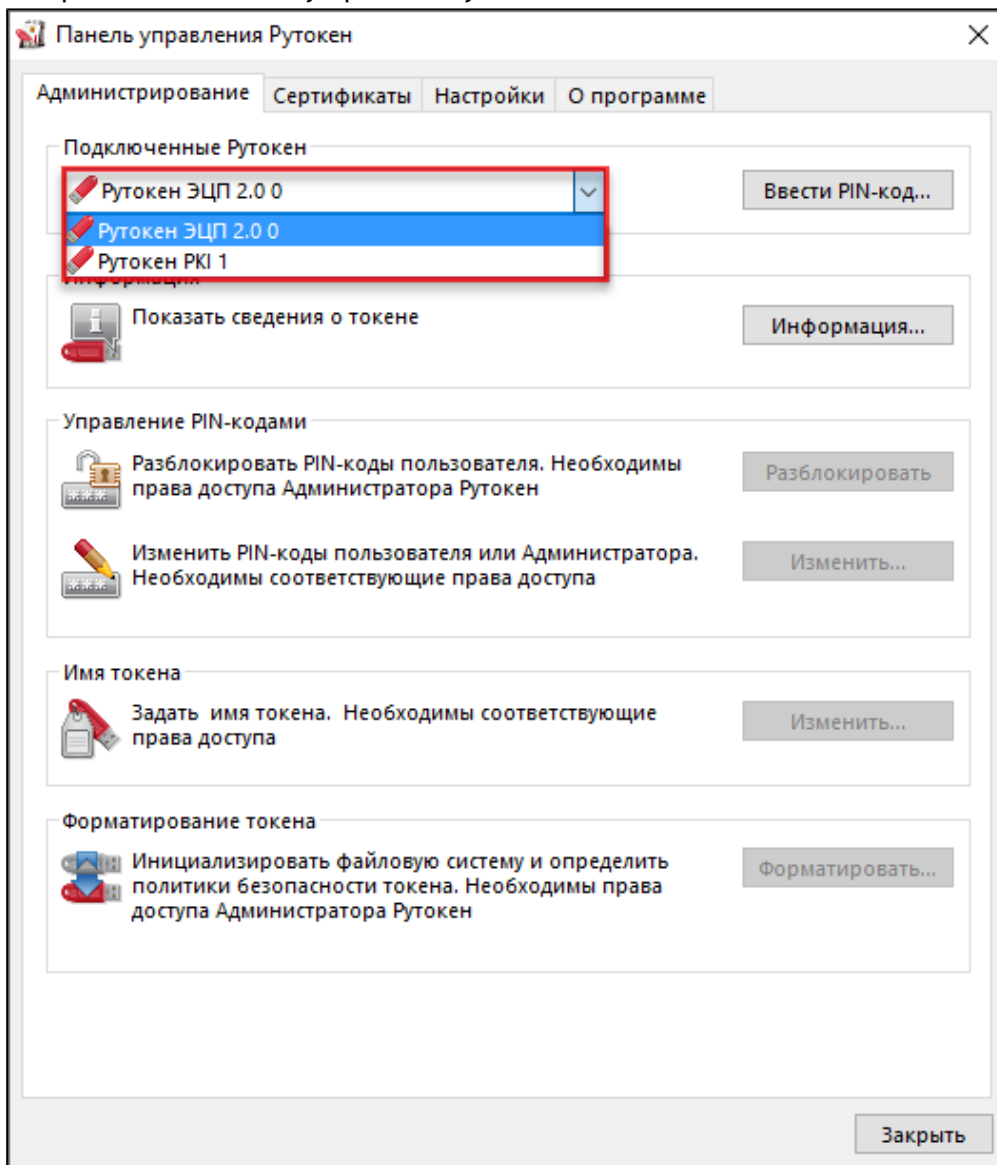 Панель управления Рутокен
Администрирование Сертификаты Настройки О программе
Подключенные Рутокен
Рутокен ЭЦП 2.0 0
Ввести PIN-код...
Рутокен ЭЦП 2.0 0
Рутокен PKI 1
Информация
Показать сведения о токене
Информация...
Управление PIN-кодами
Разблокировать PIN-коды пользователя. Необходимы
права доступа Администратора Рутокен
Разблокировать
Изменить PIN-коды пользователя или Администратора.
Необходимы соответствующие права доступа
Изменить...
Имя токена
Задать имя токена. Необходимы соответствующие
права доступа
Изменить...
Форматирование токена
Инициализировать файловую систему и определить
политики безопасности токена. Необходимы права
доступа Администратора Рутокен
Форматировать...
Закрыть